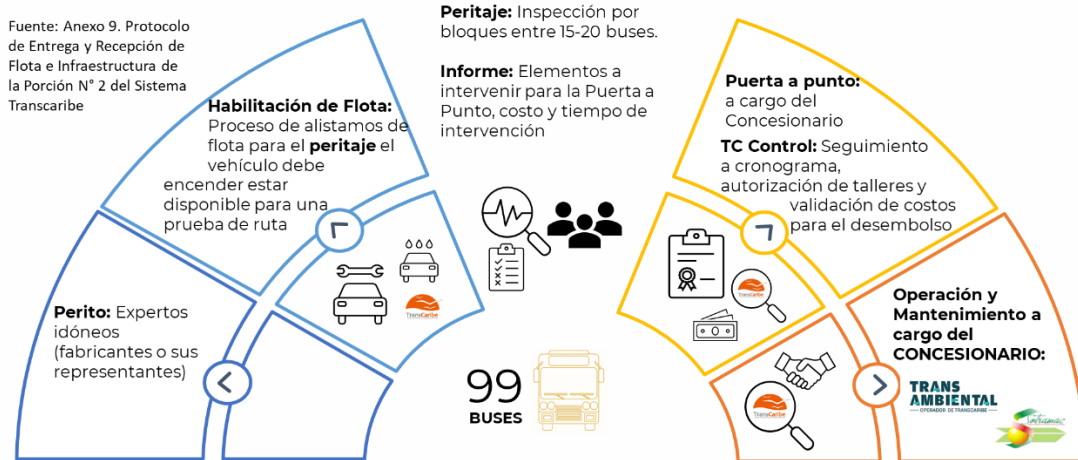 Fuente: Anexo 9. Protocolo
de Entrega y Recepción de
Flota e Infraestructura de
la Porción N° 2 del Sistema
Transcaribe
Perito: Expertos
idóneos
(fabricantes o sus
representantes)
Habilitación de Flota:
Proceso de alistamos de
flota para el peritaje el
vehículo debe
encender estar
disponible para una
prueba de ruta
TransCaribe
Peritaje: Inspección por
bloques entre 15-20 buses.
Informe: Elementos a
intervenir para la Puerta a
Punto, costo y tiempo de
intervención
99
BUSES
Puerta a punto:
a cargo del
Concesionario
TC Control: Seguimiento
a cronograma,
autorización de talleres y
validación de costos
para el desembolso
TransCaribe
Operación y
Mantenimiento a
cargo del
CONCESIONARIO:
TransCaribe
TRANS
AMBIENTAL
OPERADOR DE TRANSCARIBE